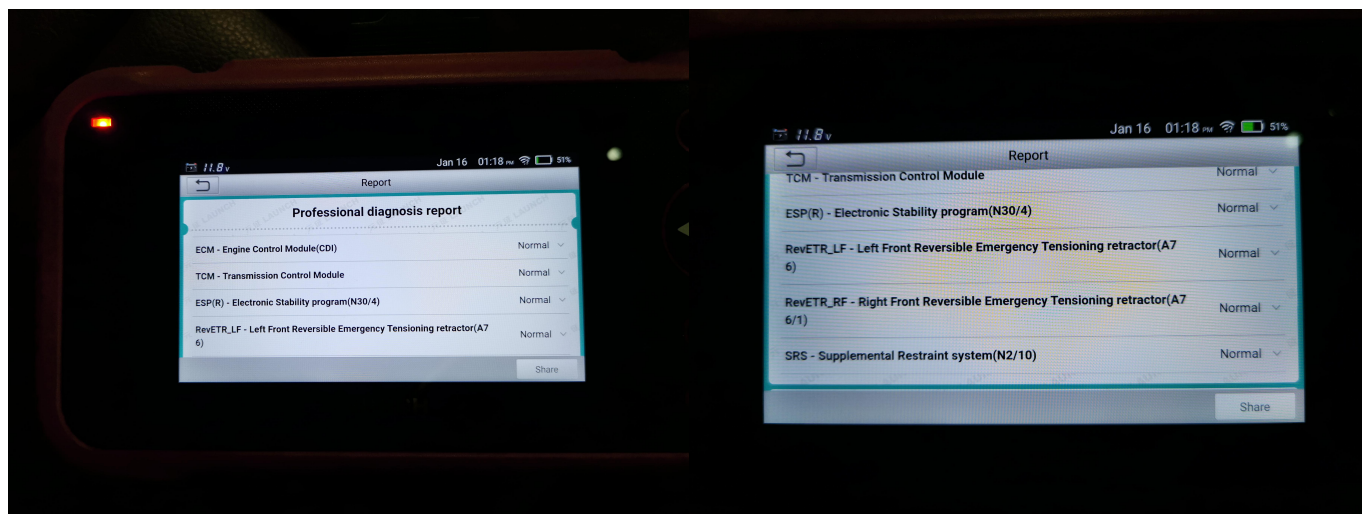 11.8v
Jan 16 01:18 PM 51%
Report
Professional diagnosis report
ECM - Engine Control Module(CDI) Normal
TCM - Transmission Control Module Normal
ESP(R) - Electronic Stability program(N30/4) Normal
RevETR_LF - Left Front Reversible Emergency Tensioning retractor(A7
6) Normal
Share
11.8v
Jan 16 01:18 PM 51%
Report
TCM - Transmission Control Module Normal
ESP(R) - Electronic Stability program(N30/4) Normal
RevETR_LF - Left Front Reversible Emergency Tensioning retractor(A7
6) Normal
RevETR_RF - Right Front Reversible Emergency Tensioning retractor(A7
6/1) Normal
SRS - Supplemental Restraint system(N2/10) Normal
Share